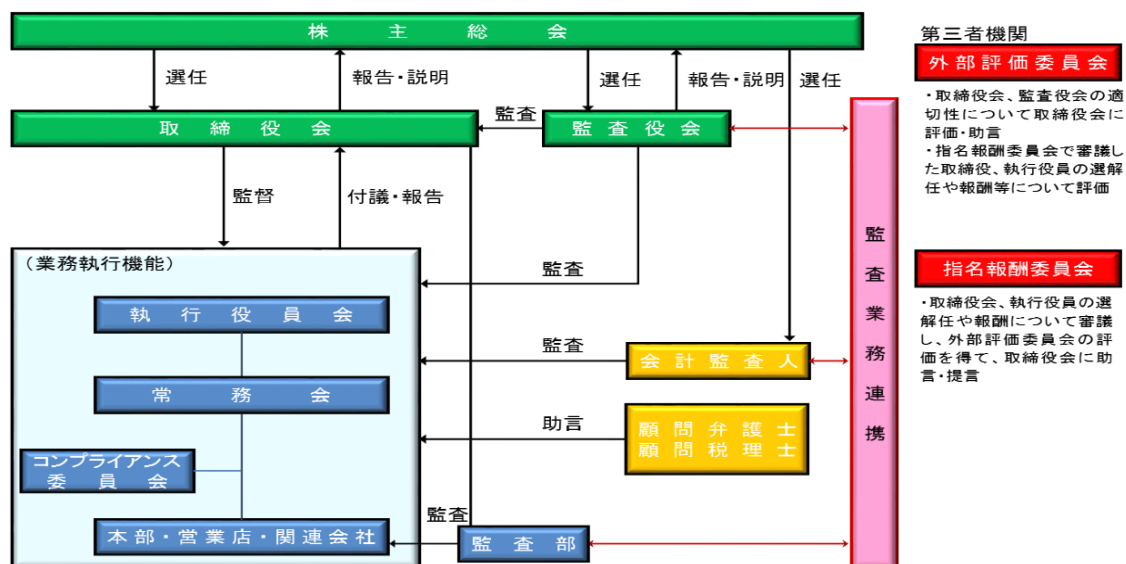 株主総会
選任
報告・説明
選任
報告・説明
選任
取締役会
監査
監査役会
監督
付議・報告
監査
(業務執行機能)
執行役員会
監査
会計監査人
常務会
助言
顧問弁護士
顧問税理士
コンプライアンス
委員会
監査
本部・営業店・関連会社
監査部
監査業務連携
第三者機関
外部評価委員会
・取締役会、監査役会の適
切性について取締役会に
評価・助言
・指名報酬委員会で審議し
た取締役、執行役員の選解
任や報酬等について評価
指名報酬委員会
・取締役会、執行役員の選
解任や報酬について審議
し、外部評価委員会の評
価を得て、取締役会に助
言・提言